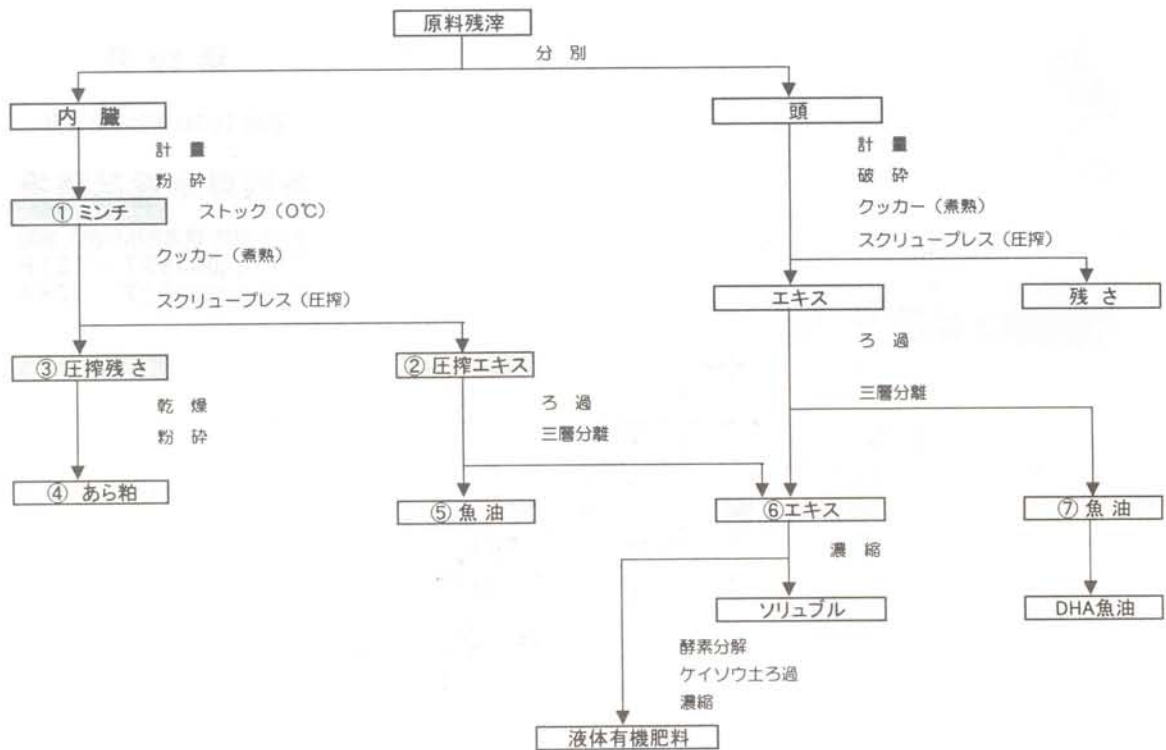 原料残滓
分 別
内 臓
頭
計 量
粉 砕
計 量
破 砕
クッカー（煮熟）
スクリュープレス（圧搾）
① ミンチ
ストック（0℃）
クッカー（煮熟）
スクリュープレス（圧搾）
エキス
残 さ
ろ 過
三層分離
③ 圧搾残 さ
② 圧搾エキス
乾 燥
粉 砕
ろ 過
三層分離
④ あら粕
⑤ 魚 油
⑥エキス
⑦ 魚 油
濃 縮
ソリュブル
DHA魚油
酵素分解
ケイソウ土ろ過
濃縮
液体有機肥料